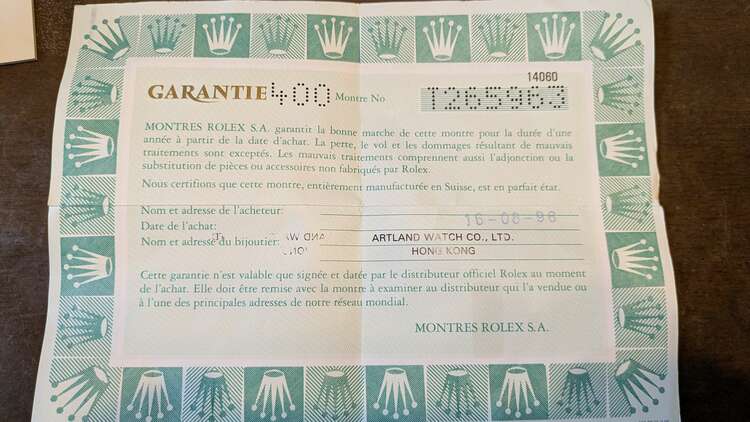 14060
GARANTIE 400 Montre No T265963
MONTRES ROLEX S.A. garantit la bonne marche de cette montre pour la durée d'une
année à partir de la date d'achat. La perte, le vol et les dommages résultant de mauvais
traitements sont exceptés. Les mauvais traitements comprennent aussi l'adjonction ou la
substitution de pièces ou accessoires non fabriqués par Rolex.
Nous certifions que cette montre, entièrement manufacturée en Suisse, est en parfait état.
Nom et adresse de l'acheteur:
Date de l'achat: 16-08-96
Nom et adresse du bijoutier: ARTLAND WATCH CO., LTD.
HONG KONG
Cette garantie n'est valable que signée et datée par le distributeur officiel Rolex au moment
de l'achat. Elle doit être remise avec la montre à examiner au distributeur qui l'a vendue ou
à l'une des principales adresses de notre réseau mondial.
MONTRES ROLEX S.A.